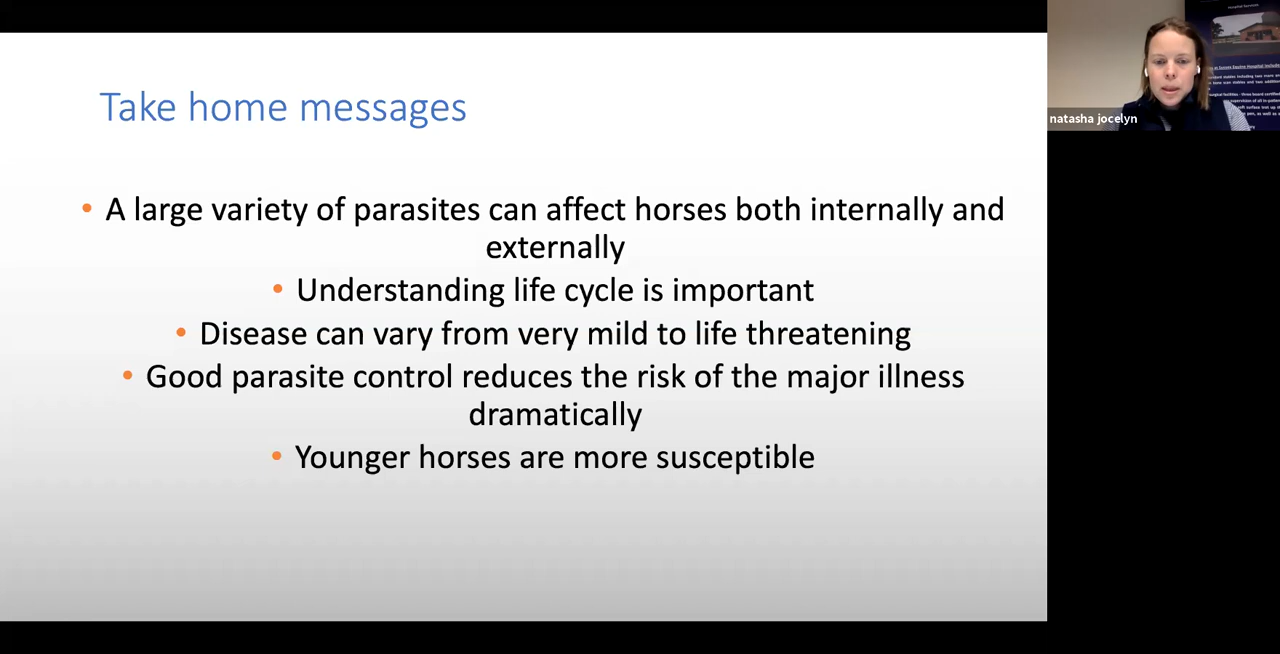 Take home messages
• A large variety of parasites can affect horses both internally and
externally
• Understanding life cycle is important
• Disease can vary from very mild to life threatening
• Good parasite control reduces the risk of the major illness
dramatically
• Younger horses are more susceptible
natasha jocelyn